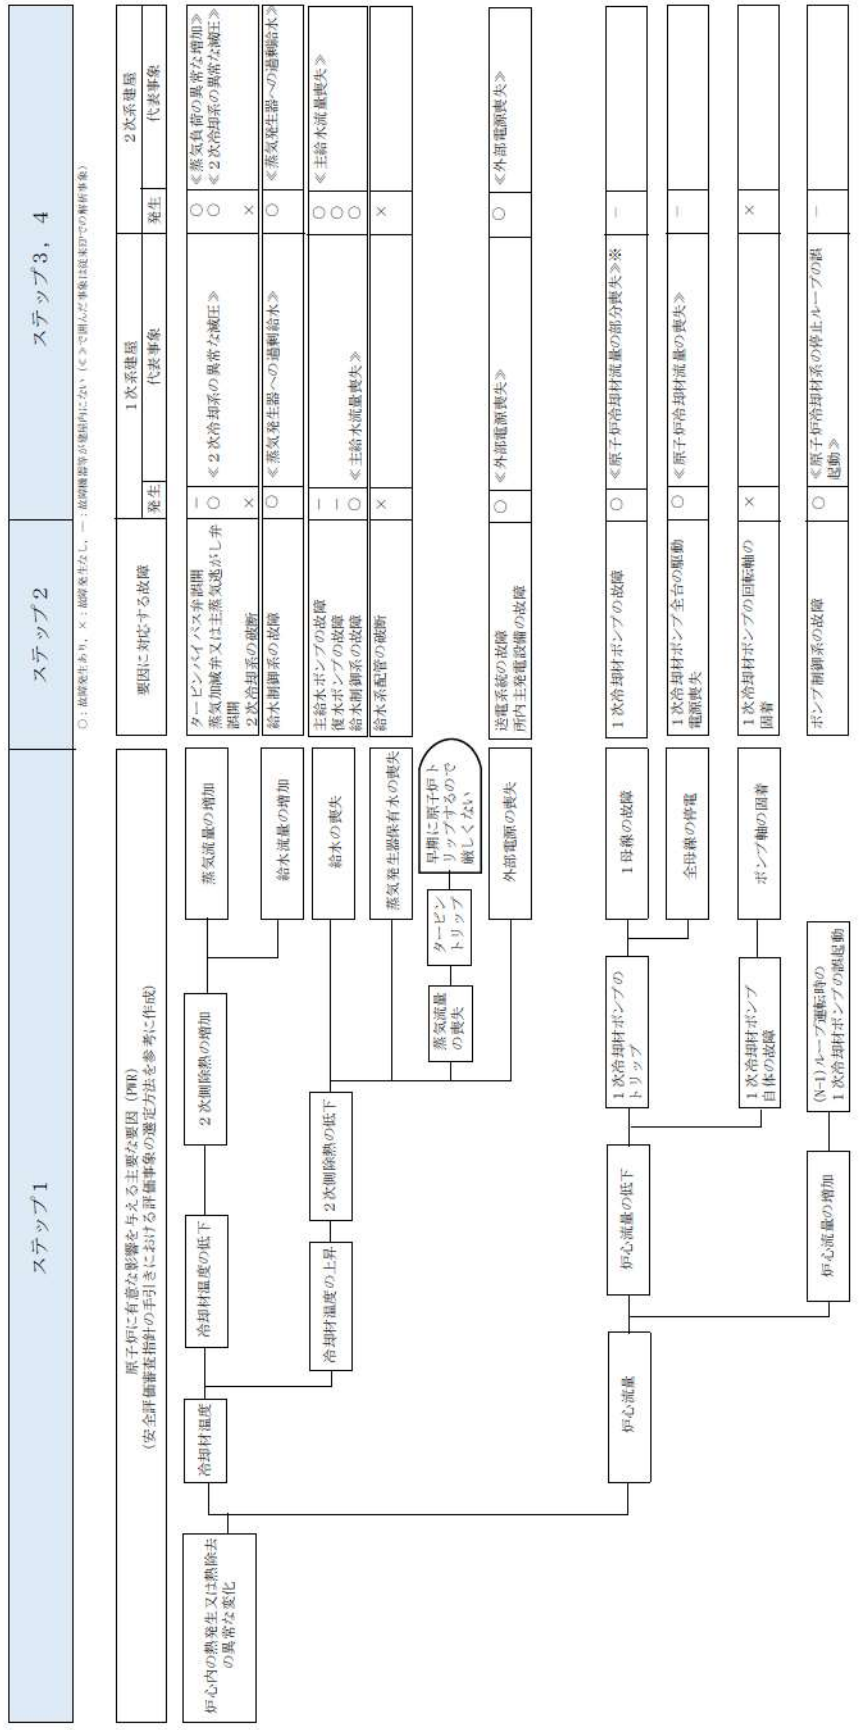 ステップ1
ステップ2
ステップ3，4
○：故障発生あり，×：故障発生なし，－：故障機器等が建屋内にない（≪≫で囲んだ事象は従来DBでの解析事象）
原子炉に有意な影響を与える主要な要因（PWR）
（安全評価審査指針の手引きにおける評価事象の選定方法を参考に作成）
要因に対応する故障
1次系建屋
発生
代表事象
2次系建屋
発生
代表事象
炉心内の熱発生又は熱除去
の異常な変化
冷却材温度
冷却材温度の低下
2次側除熱の増加
蒸気流量の増加
タービンバイパス弁誤開
蒸気加減弁又は主蒸気逃がし弁
誤開
2次冷却系の破断
－
○
×
≪2次冷却系の異常な減圧≫
○
○
×
≪蒸気負荷の異常な増加≫
≪2次冷却系の異常な減圧≫
給水流量の増加
給水制御系の故障
○
≪蒸気発生器への過剰給水≫
○
≪蒸気発生器への過剰給水≫
冷却材温度の上昇
2次側除熱の低下
給水の喪失
主給水ポンプの故障
復水ポンプの故障
給水制御系の故障
－
－
○
≪主給水流量喪失≫
○
○
○
≪主給水流量喪失≫
蒸気発生器保有水の喪失
給水系配管の破断
×
×
蒸気流量
の喪失
タービン
トリップ
早期に原子炉ト
リップするので
厳しくない
外部電源の喪失
送電系統の故障
所内主発電設備の故障
○
≪外部電源喪失≫
○
≪外部電源喪失≫
炉心流量
炉心流量の低下
1次冷却材ポンプの
トリップ
1母線の故障
1次冷却材ポンプの故障
○
≪原子炉冷却材流量の部分喪失≫※
－
全母線の停電
1次冷却材ポンプ全台の駆動
電源喪失
○
≪原子炉冷却材流量の喪失≫
－
1次冷却材ポンプ
自体の故障
ポンプ軸の固着
1次冷却材ポンプの回転軸の
固着
×
×
炉心流量の増加
(N-1)ループ運転時の
1次冷却材ポンプの誤起動
ポンプ制御系の故障
○
≪原子炉冷却材系の停止ループの誤
起動≫
－